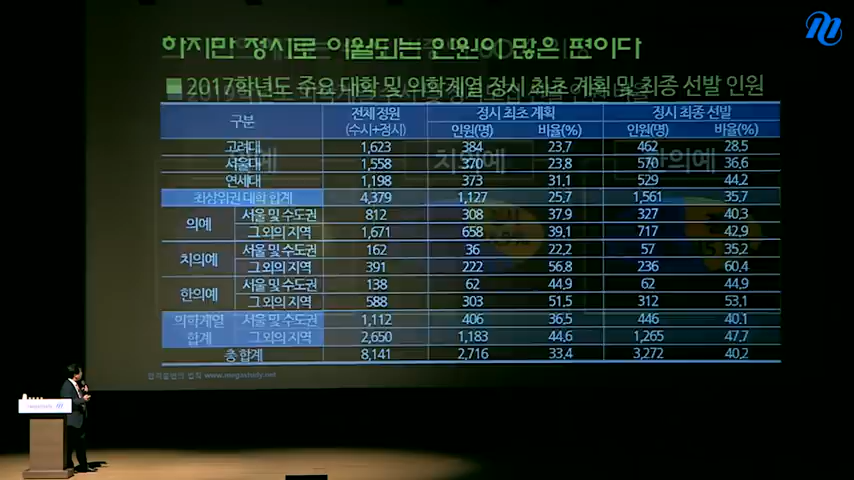 하지만 정시로 이월되는 인원이 많은 편이다
2017학년도 주요 대학 및 의학계열 정시 최초 계획 및 최종 선발 인원
구분 전체 정원 (수시+정시) 정시 최초 계획 정시 최종 선발
인원(명) 비율(%) 인원(명) 비율(%)
고려대 1,623 384 23.7 462 28.5
서울대 1,558 370 23.8 570 36.6
연세대 1,198 373 31.1 529 44.2
최상위권 대학 합계 4,379 1,127 25.7 1,561 35.7
의예 서울 및 수도권 812 308 37.9 327 40.3
그 외의 지역 1,671 658 39.1 717 42.9
치의예 서울 및 수도권 162 36 22.2 57 35.2
그 외의 지역 391 222 56.8 236 60.4
한의예 서울 및 수도권 138 62 44.9 62 44.9
그 외의 지역 588 303 51.5 312 53.1
의학계열 합계 서울 및 수도권 1,112 406 36.5 446 40.1
그 외의 지역 2,650 1,183 44.6 1,265 47.7
총 합계 8,141 2,716 33.4 3,272 40.2
치의예
한의예
www.megastudy.net